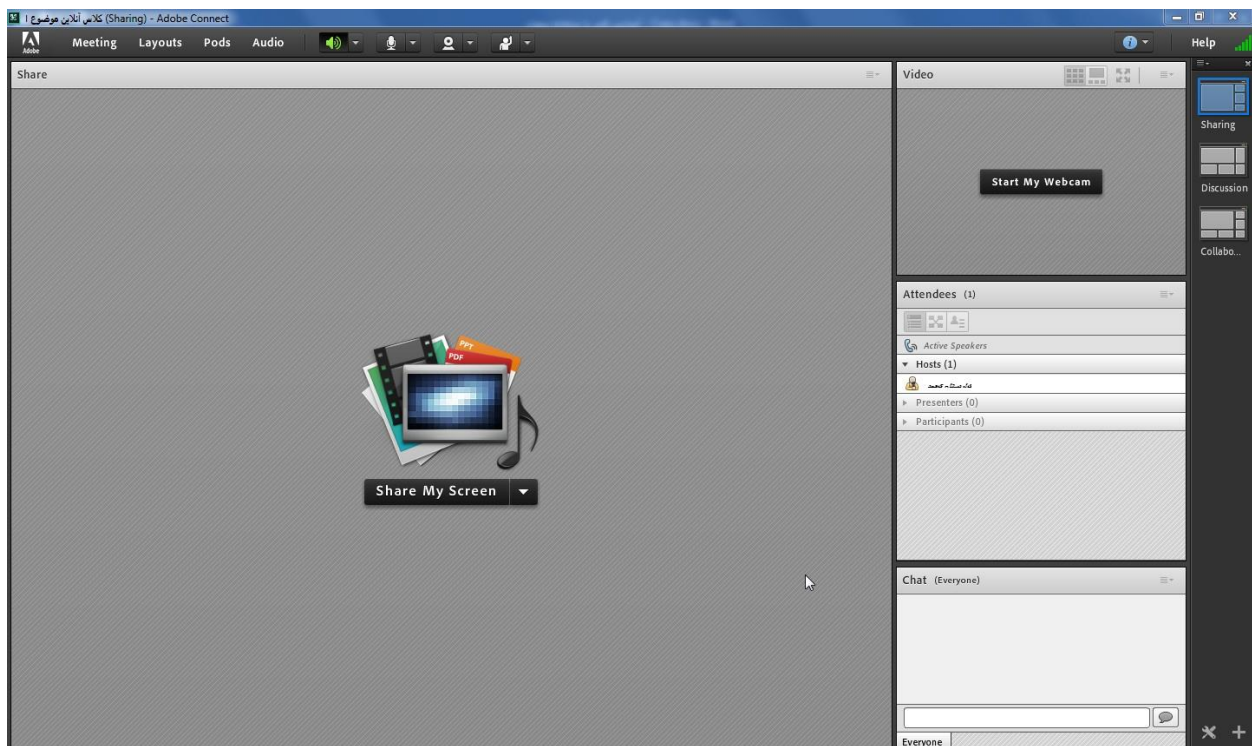 کلاس آنلاین موضوع ۱ (Sharing) - Adobe Connect
Adobe
Meeting
Layouts
Pods
Audio
Help
Share
Video
Sharing
Start My Webcam
Discussion
Collabo...
Attendees (1)
Active Speakers
Hosts (1)
Presenters (0)
Participants (0)
PPT
PDF
Share My Screen
Chat (Everyone)
Everyone